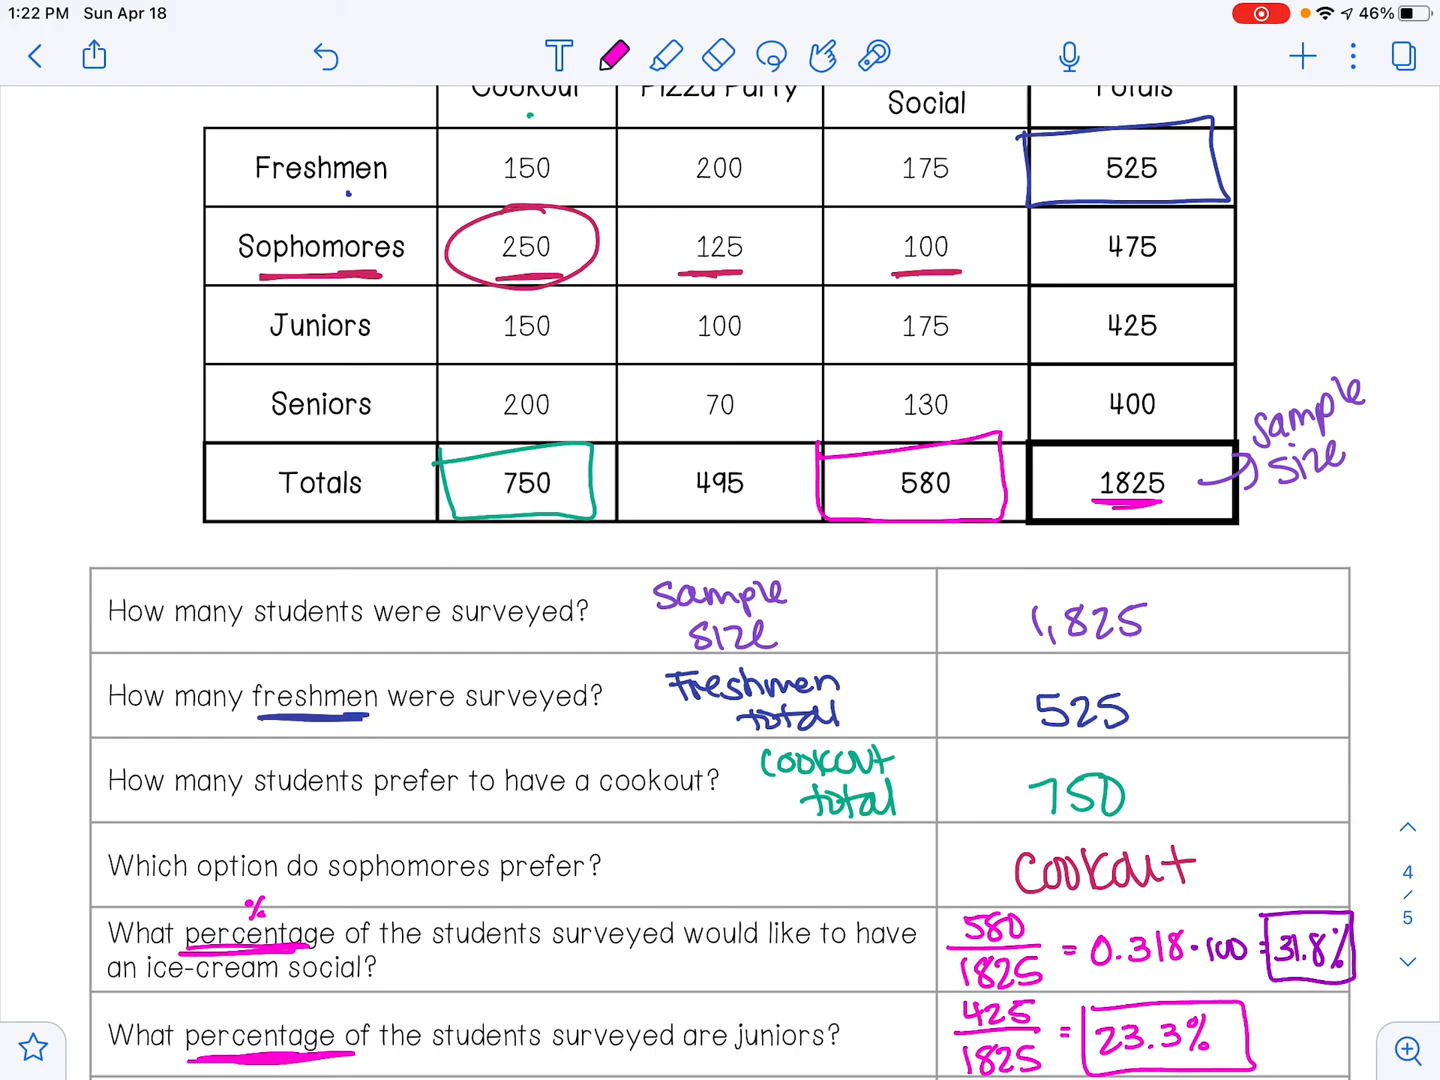 1:22 PM Sun Apr 18 46%
T
Cookout Pizza Party Social Totals
Freshmen 150 200 175 525
Sophomores 250 125 100 475
Juniors 150 100 175 425
Seniors 200 70 130 400
Totals 750 495 580 1825
sample
size
How many students were surveyed? sample size 1,825
How many freshmen were surveyed? Freshmen total 525
How many students prefer to have a cookout? cookout total 750
Which option do sophomores prefer? cookout
%
What percentage of the students surveyed would like to have
an ice-cream social?
580/1825 = 0.318 · 100 = 31.8%
What percentage of the students surveyed are juniors? 425/1825 = 23.3%
4
/
5